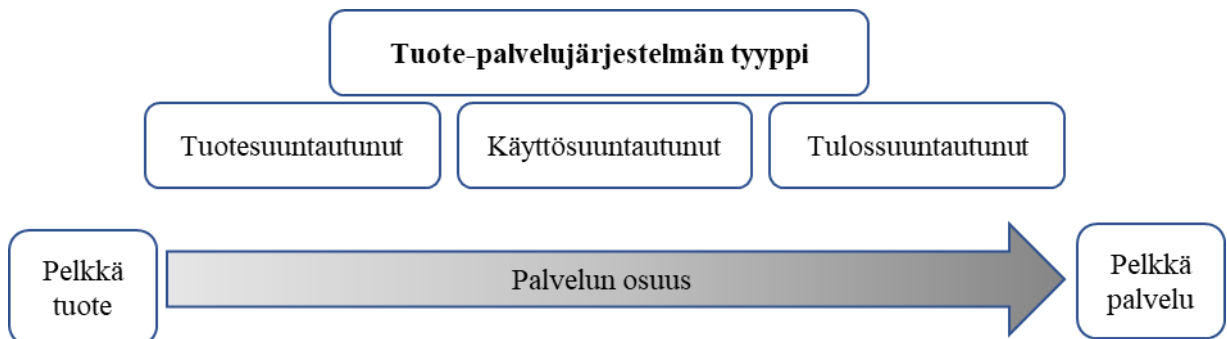 Tuote-palvelujärjestelmän tyyppi
Tuotesuuntautunut
Käyttösuuntautunut
Tulossuuntautunut
Pelkkä
tuote
Palvelun osuus
Pelkkä
palvelu